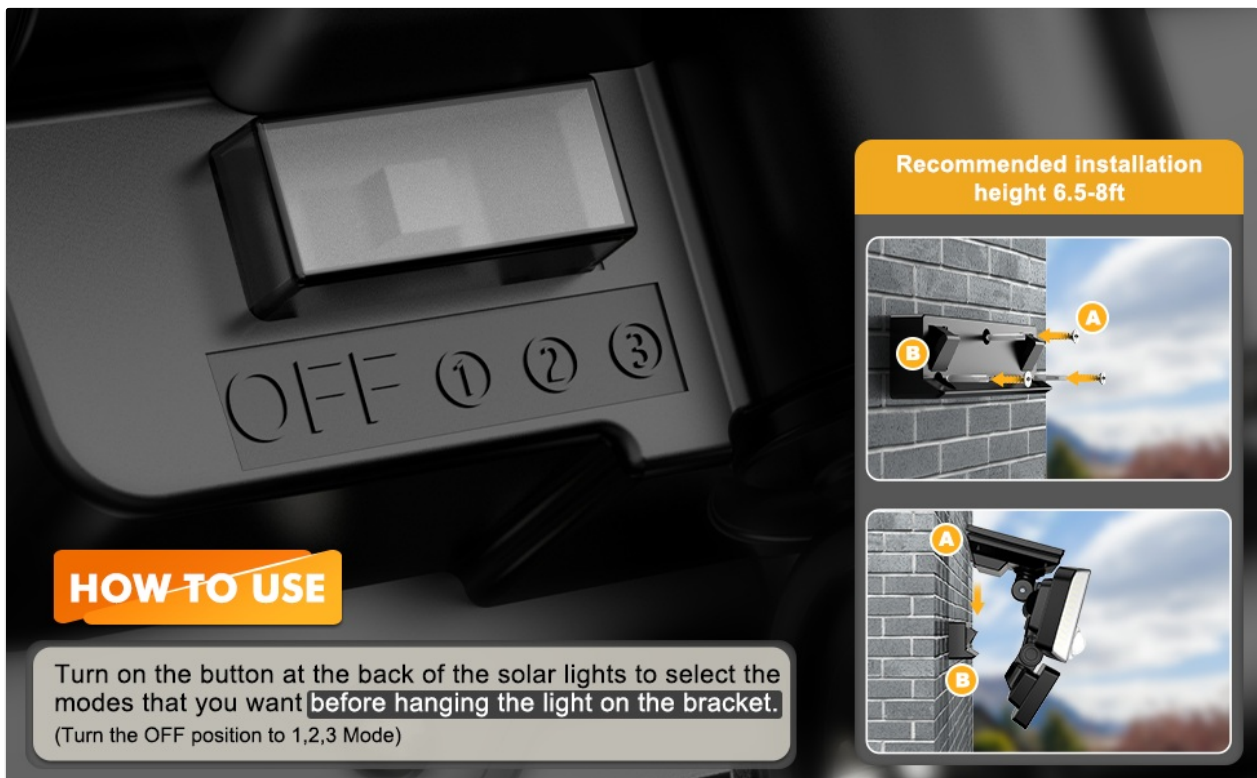 OFF ① ② ③
HOW TO USE
Turn on the button at the back of the solar lights to select the
modes that you want before hanging the light on the bracket.
(Turn the OFF position to 1,2,3 Mode)
Recommended installation
height 6.5-8ft
A
B
A
B